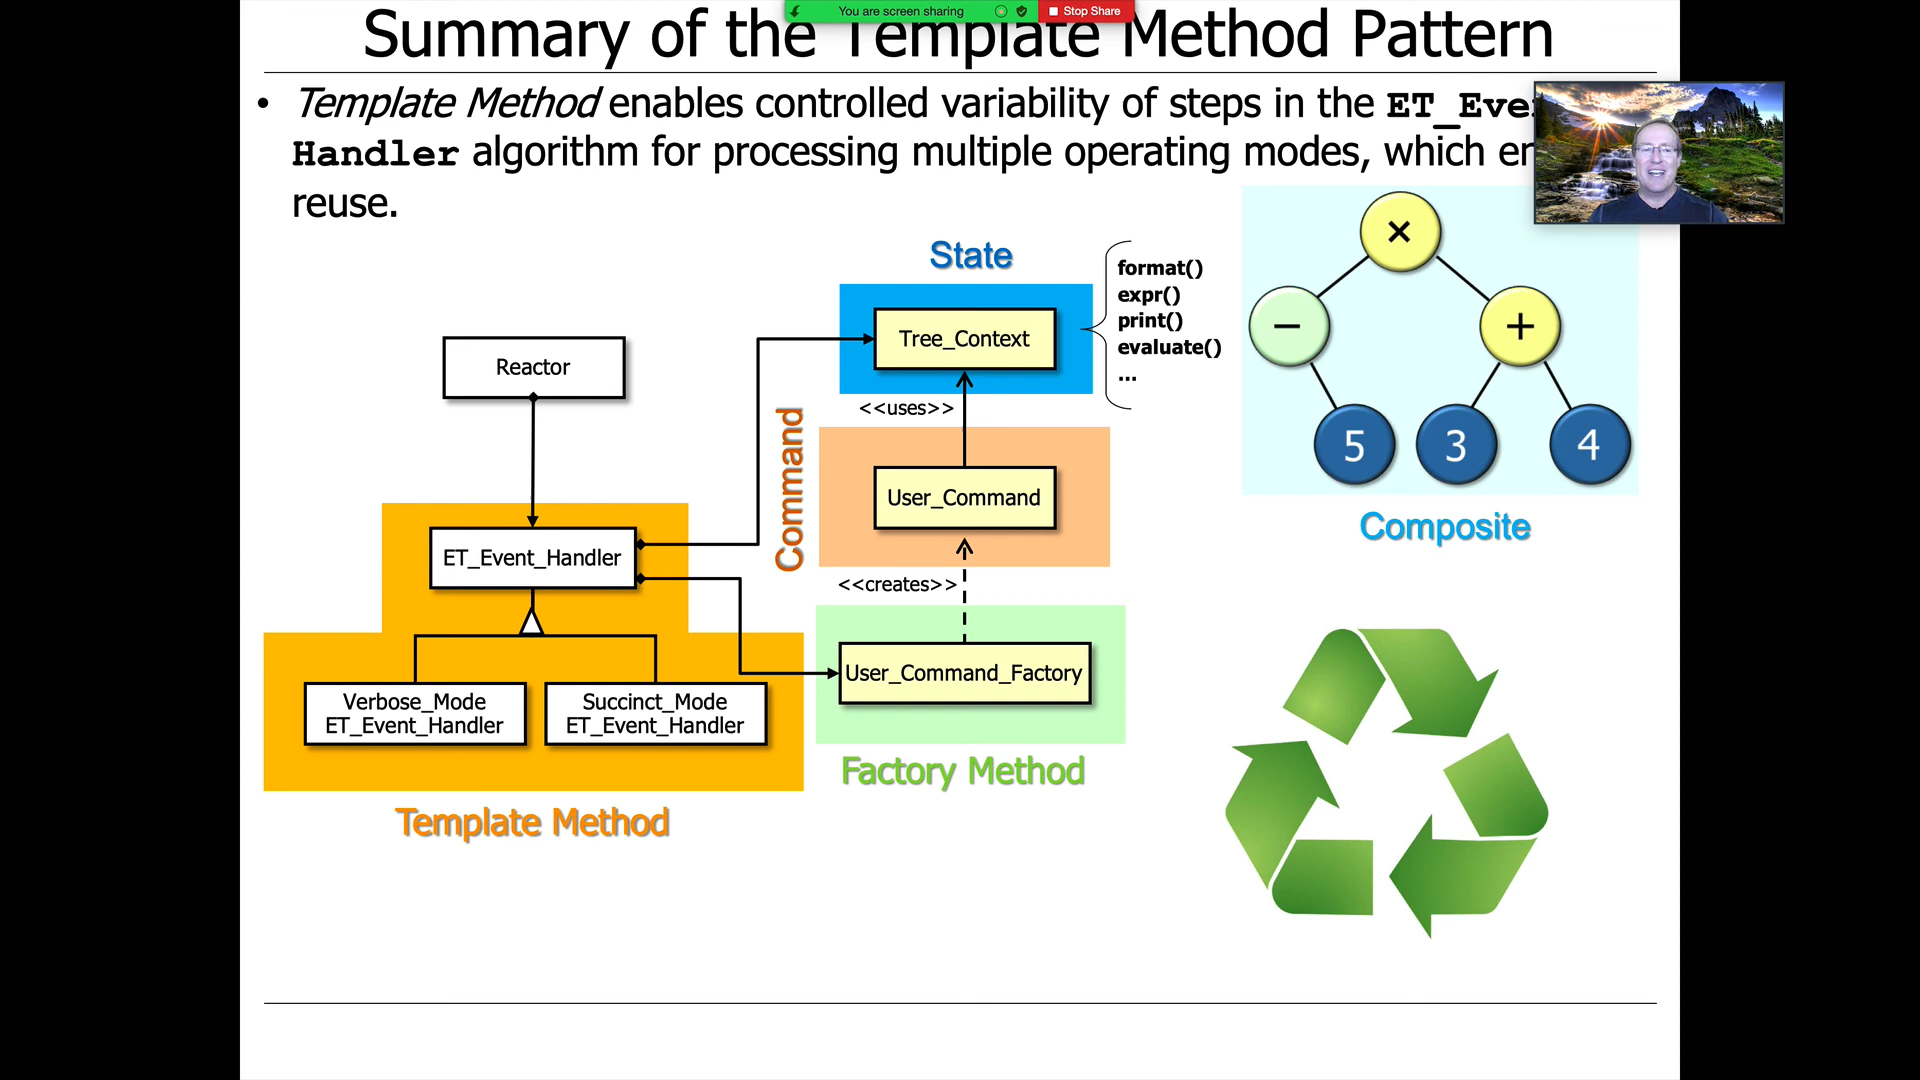 You are screen sharing
Stop Share
Summary of the Template Method Pattern
• Template Method enables controlled variability of steps in the
Handler algorithm for processing multiple operating modes, which
reuse.
State
format()
expr()
print()
evaluate()
...
Tree_Context
Reactor
<<uses>>
Command
User_Command
ET_Event_Handler
<<creates>>
User_Command_Factory
Verbose_Mode
ET_Event_Handler
Succinct_Mode
ET_Event_Handler
Factory Method
Template Method
×
−
+
5
3
4
Composite